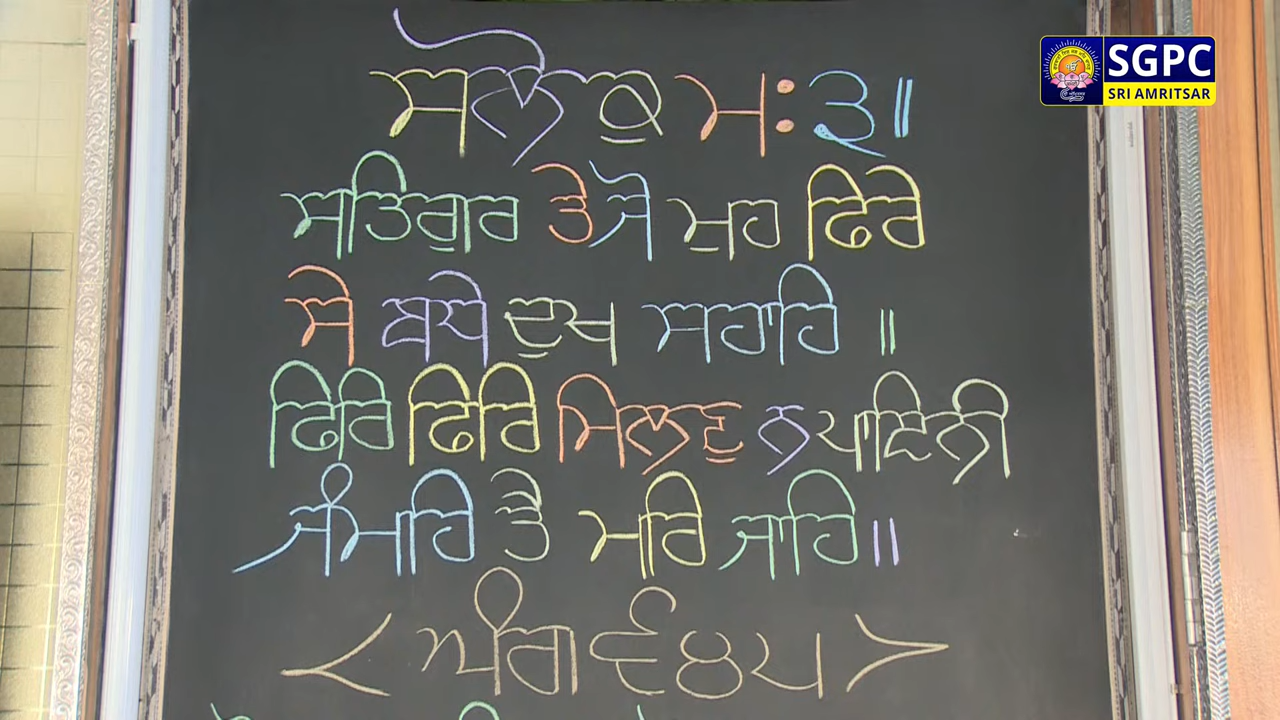 ਸਲੋਕੁ ਮਃ ੩॥
SGPC
SRI AMRITSAR
ਸਤਿਗੁਰ ਤੇ ਜੋ ਮੁਹ ਫਿਰੇ
ਸੇ ਬਧੇ ਦੁਖ ਸਹਾਹਿ ॥
ਫਿਰਿ ਫਿਰਿ ਮਿਲਣੁ ਨ ਪਾਇਨੀ
ਜੰਮਹਿ ਤੈ ਮਰਿ ਜਾਹਿ॥
<ਅੰਗ ੬੪੫>